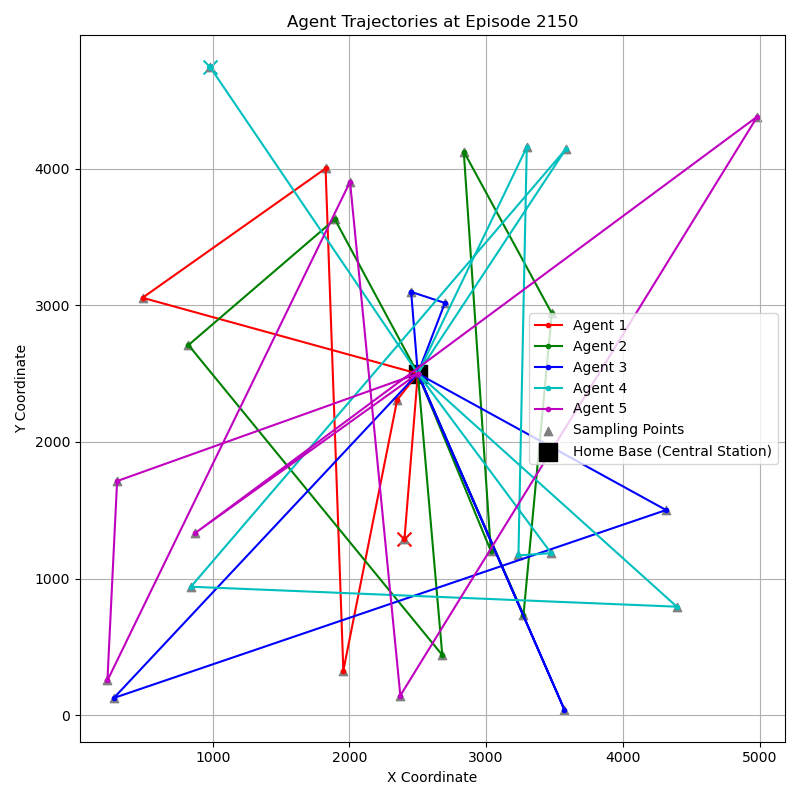 Agent Trajectories at Episode 2150
Y Coordinate
4000
3000
2000
1000
0
Agent 1
Agent 2
Agent 3
Agent 4
Agent 5
Sampling Points
Home Base (Central Station)
1000 2000 3000 4000 5000
X Coordinate